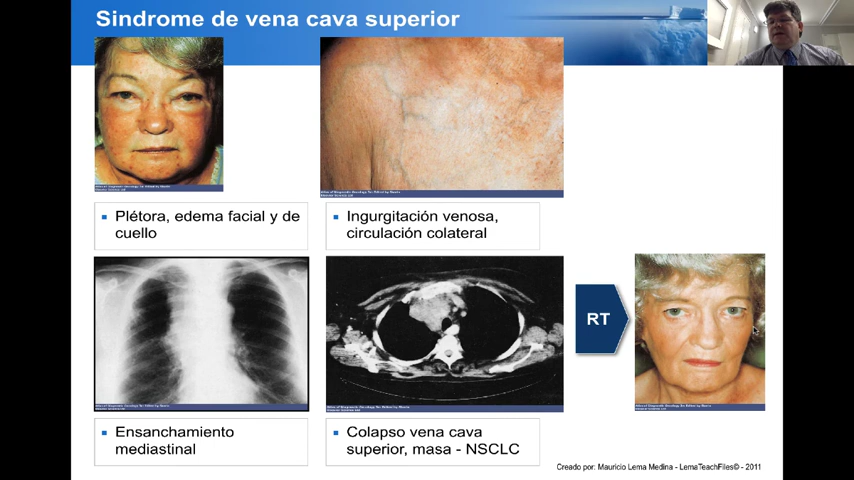 Sindrome de vena cava superior
Plétora, edema facial y de
cuello
Ingurgitación venosa,
circulación colateral
RT
Ensanchamiento
mediastinal
Colapso vena cava
superior, masa - NSCLC
Creado por: Mauricio Lema Medina - LemaTeachFiles© - 2011